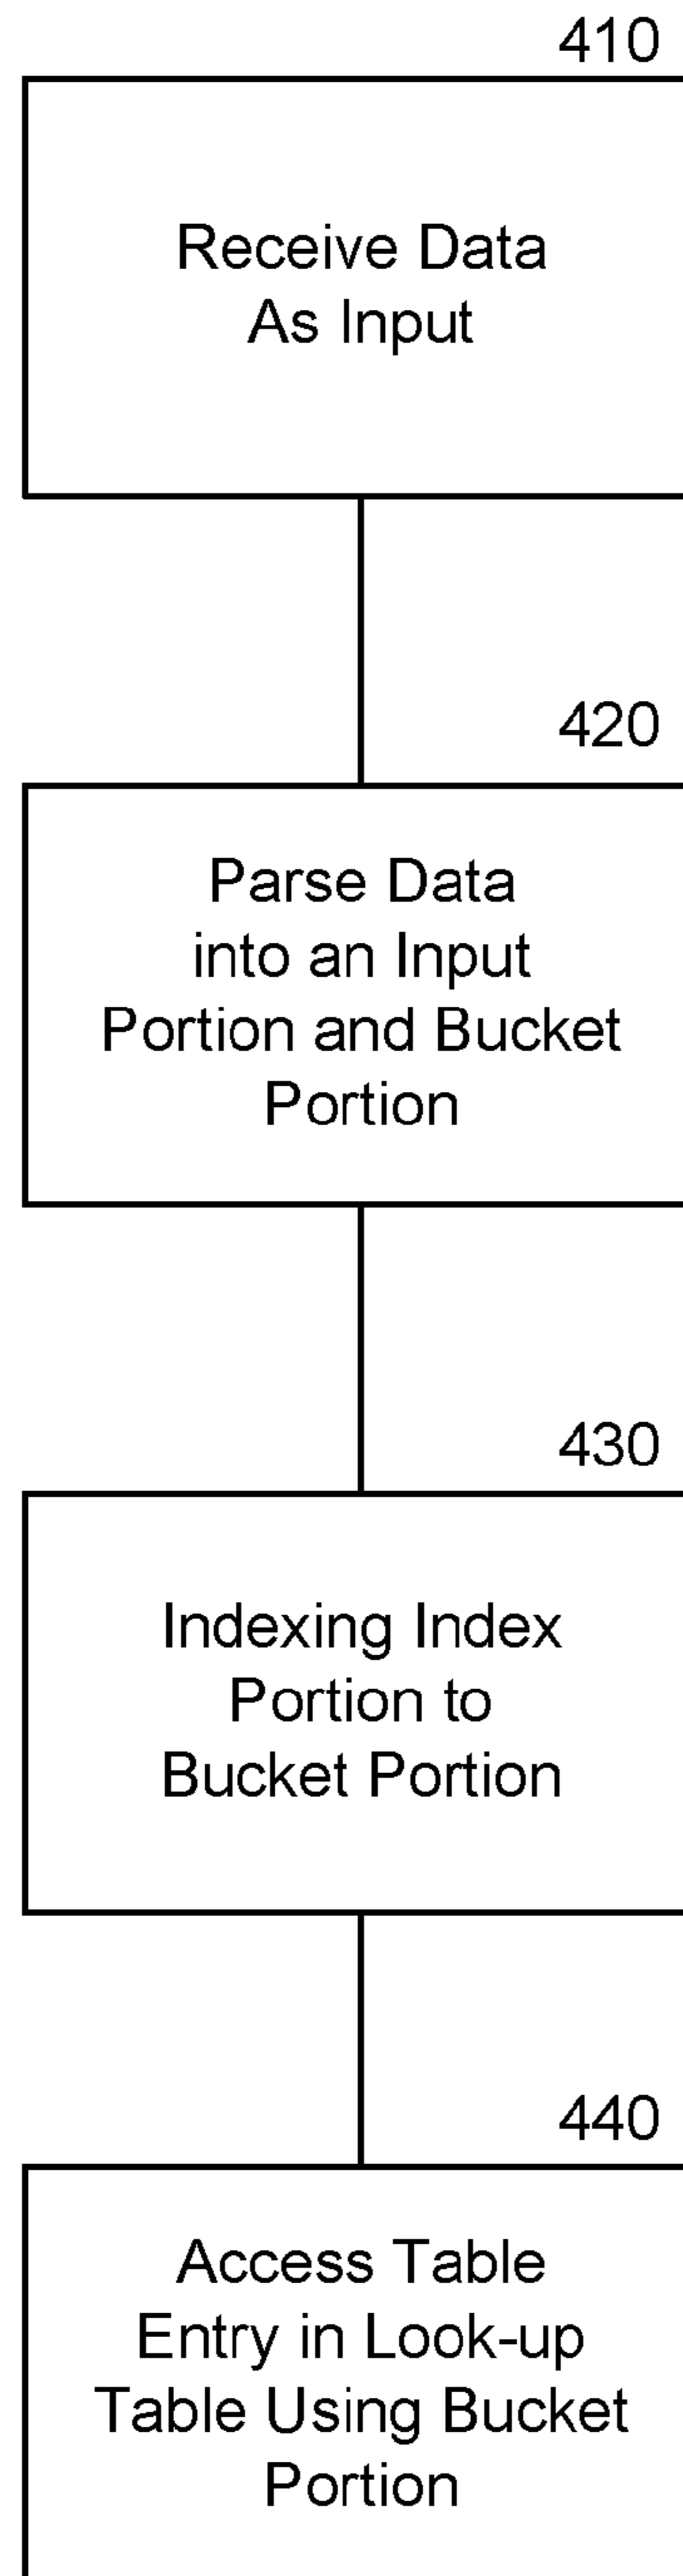 410
Receive Data
As Input
420
Parse Data
into an Input
Portion and Bucket
Portion
430
Indexing Index
Portion to
Bucket Portion
440
Access Table
Entry in Look-up
Table Using Bucket
Portion